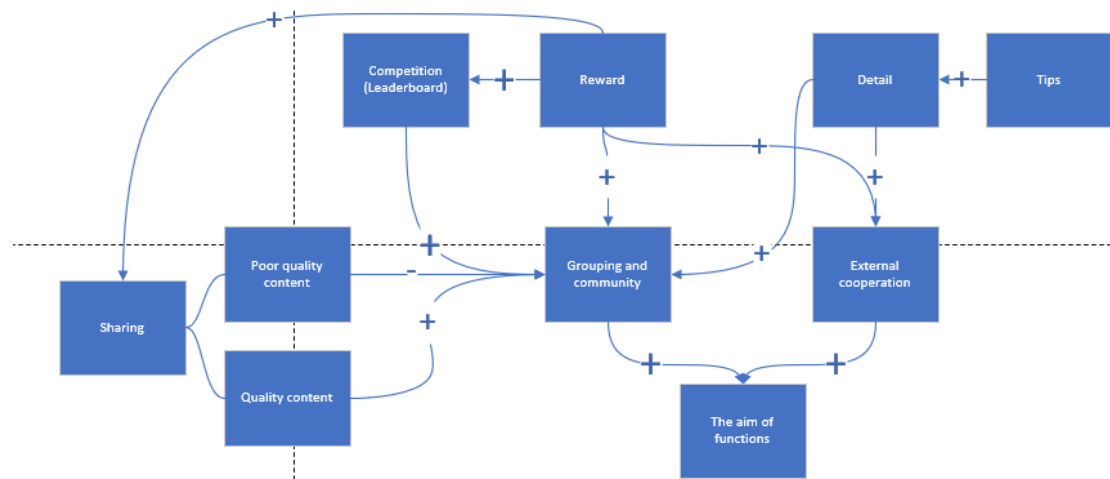 +
Competition
(Leaderboard)
+
Reward
Detail
+
Tips
+
+
+
+
Poor quality
content
-
Grouping and
community
+
External
cooperation
Sharing
+
Quality content
+
+
The aim of
functions